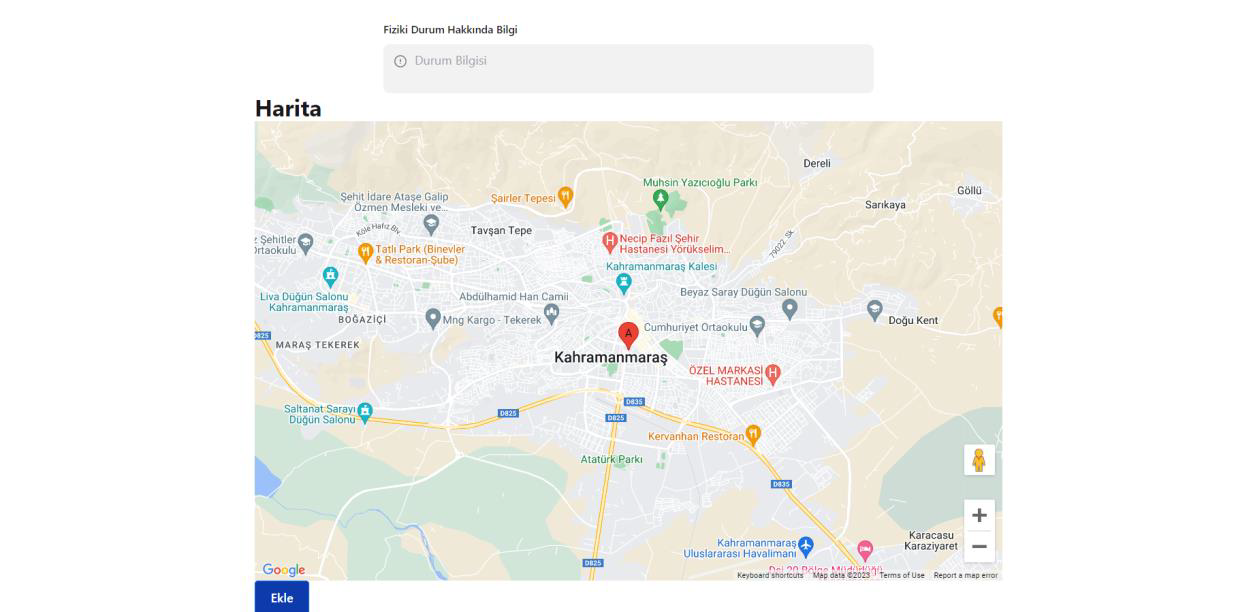 Fiziki Durum Hakkında Bilgi
Durum Bilgisi
Harita
Dereli
Muhsin Yazıcıoğlu Parkı
Göllü
Şehit İdare Ataşe Galip
Özmen Mesleki ve...
Şairler Tepesi
Sarıkaya
Köle Hafız Blv.
Tavşan Tepe
z Şehitler
Ortaokulu
Necip Fazıl Şehir
Hastanesi Yörükselim...
79022. Sk
Tatlı Park (Binevler
& Restoran-Şube)
Kahramanmaraş Kalesi
Liva Düğün Salonu
Kahramanmaraş
Abdülhamid Han Camii
Beyaz Saray Düğün Salonu
BOĞAZİÇİ
Mng Kargo - Tekerek
Cumhuriyet Ortaokulu
Doğu Kent
D825
MARAŞ TEKEREK
A
Kahramanmaraş
ÖZEL MARKASİ
HASTANESİ
D835
Saltanat Sarayı
Düğün Salonu
D825
D825
Kervanhan Restoran
Atatürk Parkı
D835
Karacasu
Karaziyaret
Kahramanmaraş
Uluslararası Havalimanı
D825
Dsi 20.Bölge Müdürlüğü
Google
Keyboard shortcuts
Map data ©2023
Terms of Use
Report a map error
Ekle